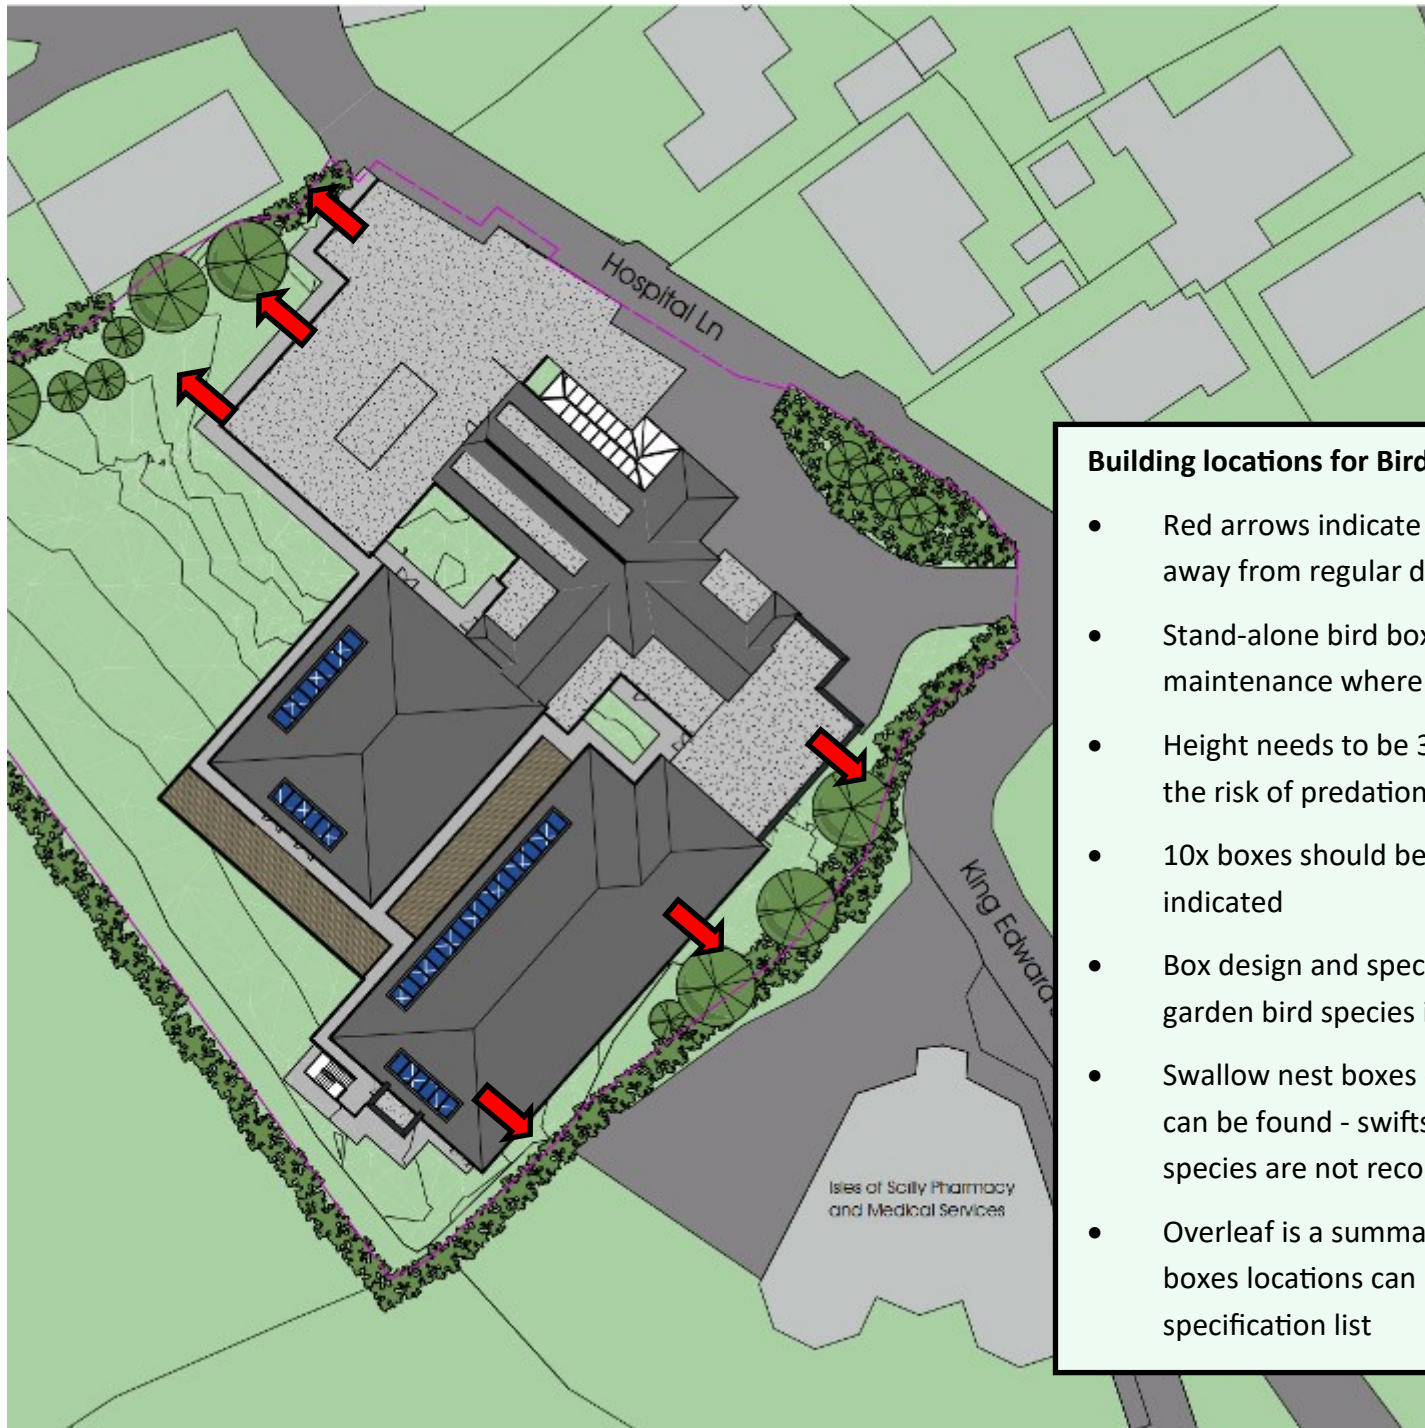 Hospital Ln
Building locations for Bird
Red arrows indicate
away from regular d
Stand-alone bird box
maintenance where
Height needs to be 3
the risk of predation
10x boxes should be
indicated
Box design and spec
garden bird species i
Swallow nest boxes
can be found - swifts
species are not reco
Overleaf is a summa
boxes locations can
specification list
King Edward
Isles of Scilly Pharmacy
and Medical Services